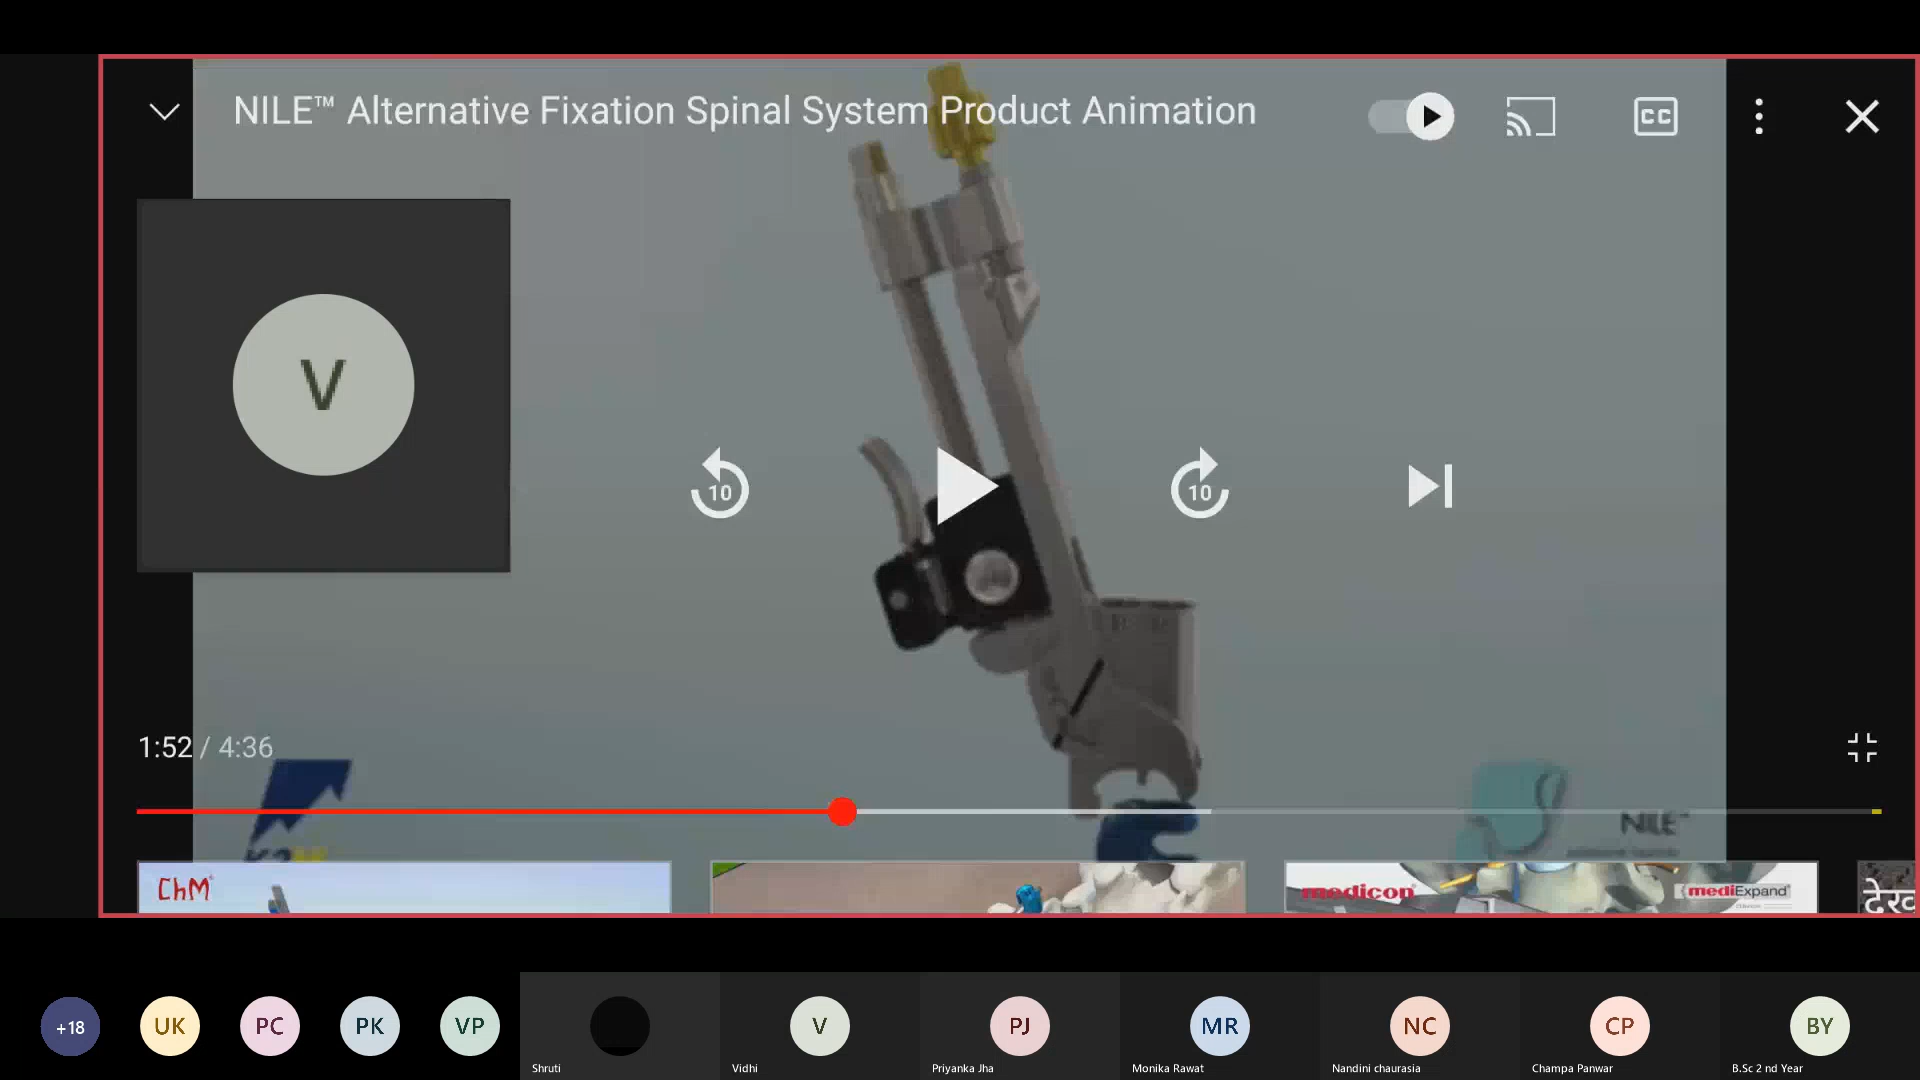 NILE™ Alternative Fixation Spinal System Product Animation
CC
V
10
10
1:52 / 4:36
NILE™
ChM
medicon
mediExpand
देख
+18
UK
PC
PK
VP
V
PJ
MR
NC
CP
BY
Shruti
Vidhi
Priyanka Jha
Monika Rawat
Nandini chaurasia
Champa Panwar
B.Sc 2 nd Year